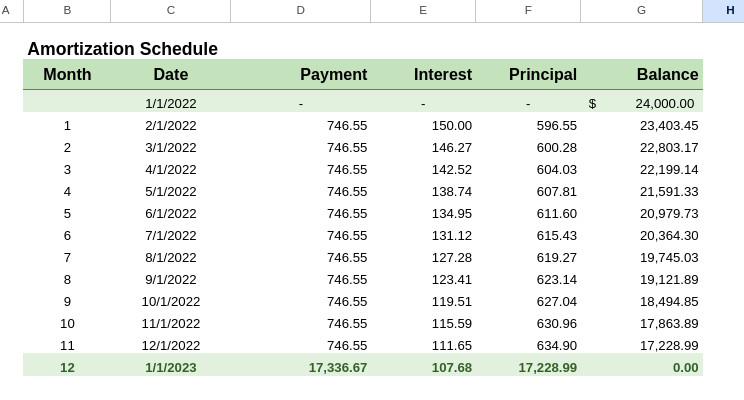 A B C D E F G H
Amortization Schedule
Month Date Payment Interest Principal Balance
1/1/2022 - - - $ 24,000.00
1 2/1/2022 746.55 150.00 596.55 23,403.45
2 3/1/2022 746.55 146.27 600.28 22,803.17
3 4/1/2022 746.55 142.52 604.03 22,199.14
4 5/1/2022 746.55 138.74 607.81 21,591.33
5 6/1/2022 746.55 134.95 611.60 20,979.73
6 7/1/2022 746.55 131.12 615.43 20,364.30
7 8/1/2022 746.55 127.28 619.27 19,745.03
8 9/1/2022 746.55 123.41 623.14 19,121.89
9 10/1/2022 746.55 119.51 627.04 18,494.85
10 11/1/2022 746.55 115.59 630.96 17,863.89
11 12/1/2022 746.55 111.65 634.90 17,228.99
12 1/1/2023 17,336.67 107.68 17,228.99 0.00